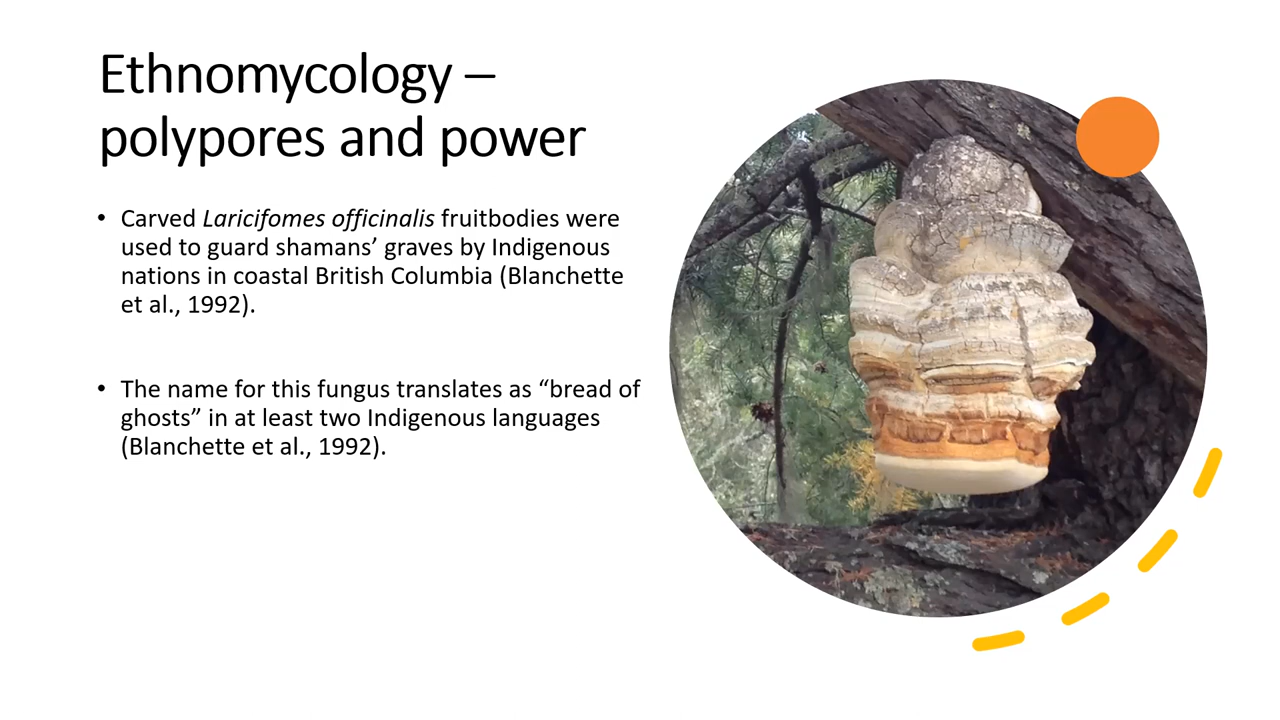 Ethnomycology –
polypores and power
• Carved Laricifomes officinalis fruitbodies were
used to guard shamans’ graves by Indigenous
nations in coastal British Columbia (Blanchette
et al., 1992).
• The name for this fungus translates as “bread of
ghosts” in at least two Indigenous languages
(Blanchette et al., 1992).